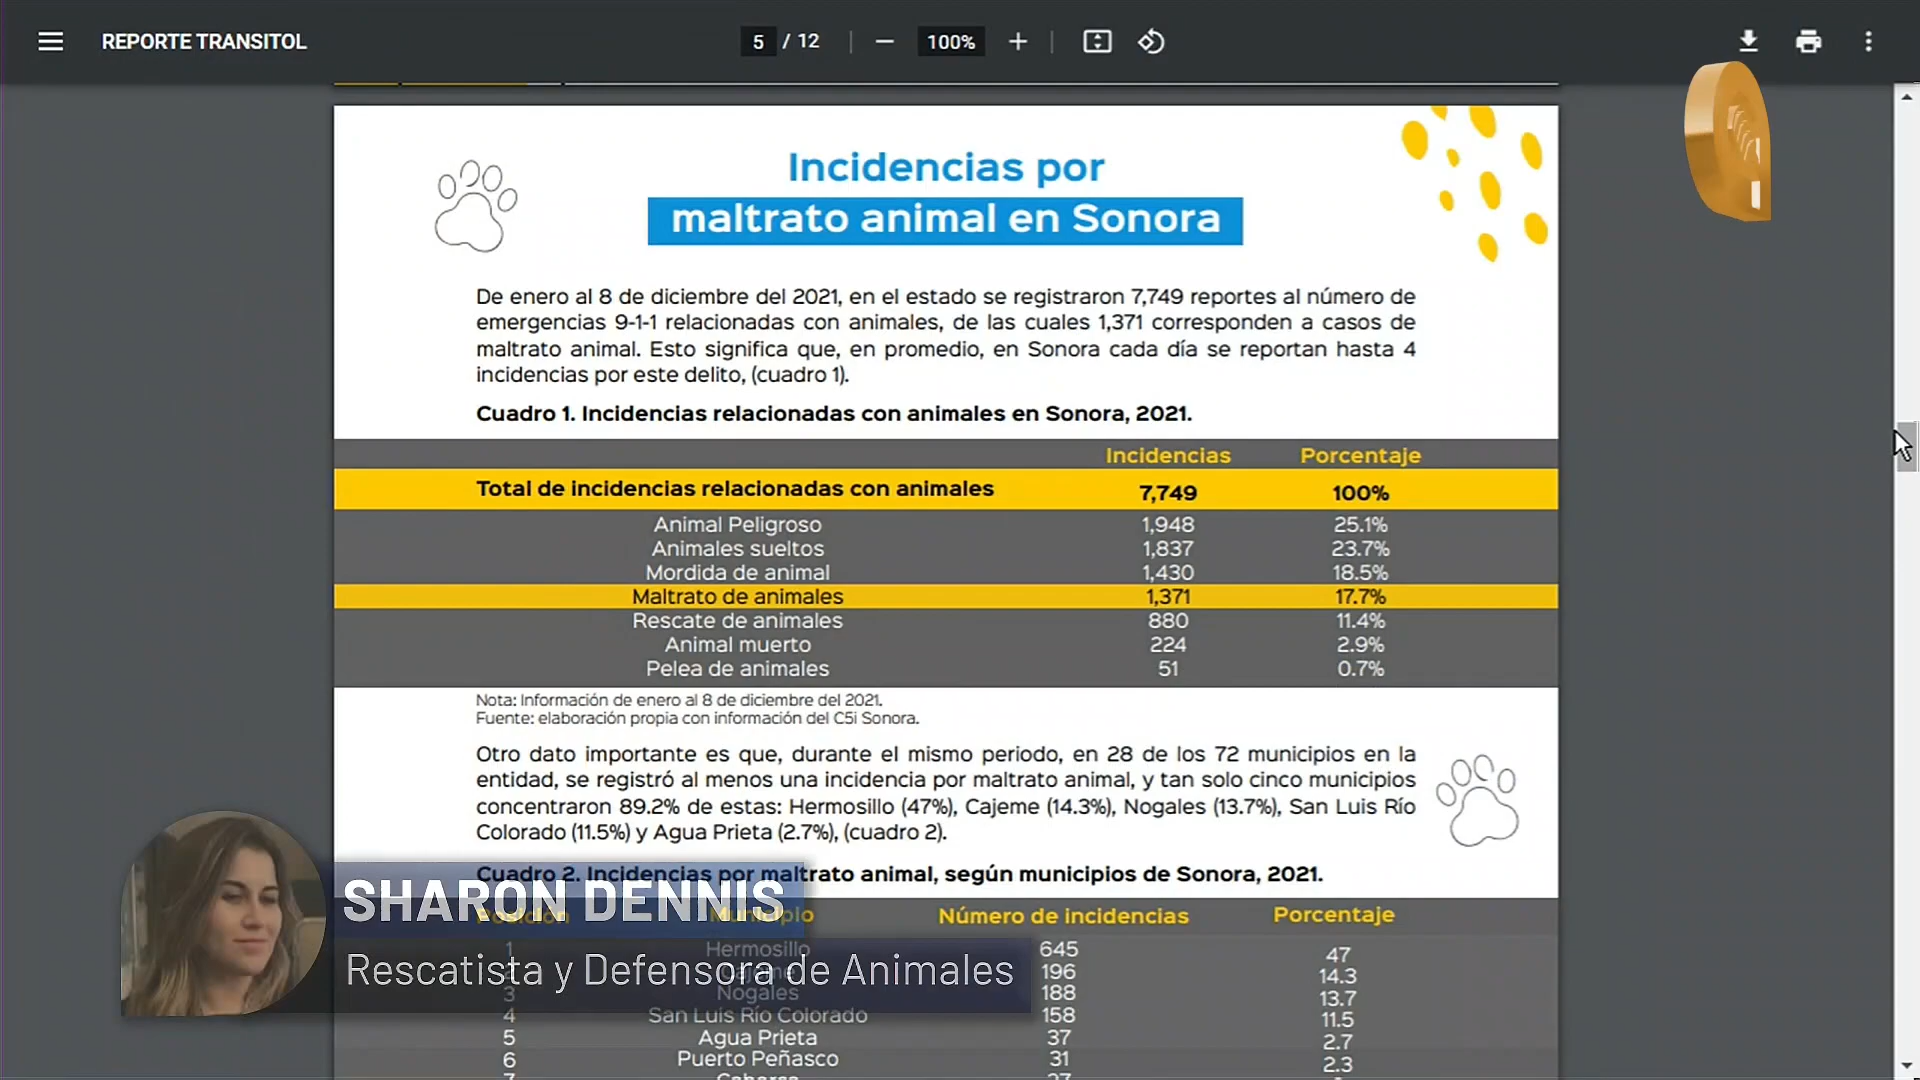 REPORTE TRANSITOL
5 / 12
100%
Incidencias por
maltrato animal en Sonora
De enero al 8 de diciembre del 2021, en el estado se registraron 7,749 reportes al número de
emergencias 9-1-1 relacionadas con animales, de las cuales 1,371 corresponden a casos de
maltrato animal. Esto significa que, en promedio, en Sonora cada día se reportan hasta 4
incidencias por este delito, (cuadro 1).
Cuadro 1. Incidencias relacionadas con animales en Sonora, 2021.
Incidencias Porcentaje
Total de incidencias relacionadas con animales 7,749 100%
Animal Peligroso 1,948 25.1%
Animales sueltos 1,837 23.7%
Mordida de animal 1,430 18.5%
Maltrato de animales 1,371 17.7%
Rescate de animales 880 11.4%
Animal muerto 224 2.9%
Pelea de animales 51 0.7%
Nota: Información de enero al 8 de diciembre del 2021.
Fuente: elaboración propia con información del C5i Sonora.
Otro dato importante es que, durante el mismo periodo, en 28 de los 72 municipios en la
entidad, se registró al menos una incidencia por maltrato animal, y tan solo cinco municipios
concentraron 89.2% de estas: Hermosillo (47%), Cajeme (14.3%), Nogales (13.7%), San Luis Río
Colorado (11.5%) y Agua Prieta (2.7%), (cuadro 2).
Cuadro 2. Incidencias por maltrato animal, según municipios de Sonora, 2021.
SHARON DENNIS
Posición Municipio Número de incidencias Porcentaje
1 Hermosillo 645 47
Rescatista y Defensora de Animales
2 Cajeme 196 14.3
3 Nogales 188 13.7
4 San Luis Río Colorado 158 11.5
5 Agua Prieta 37 2.7
6 Puerto Peñasco 31 2.3